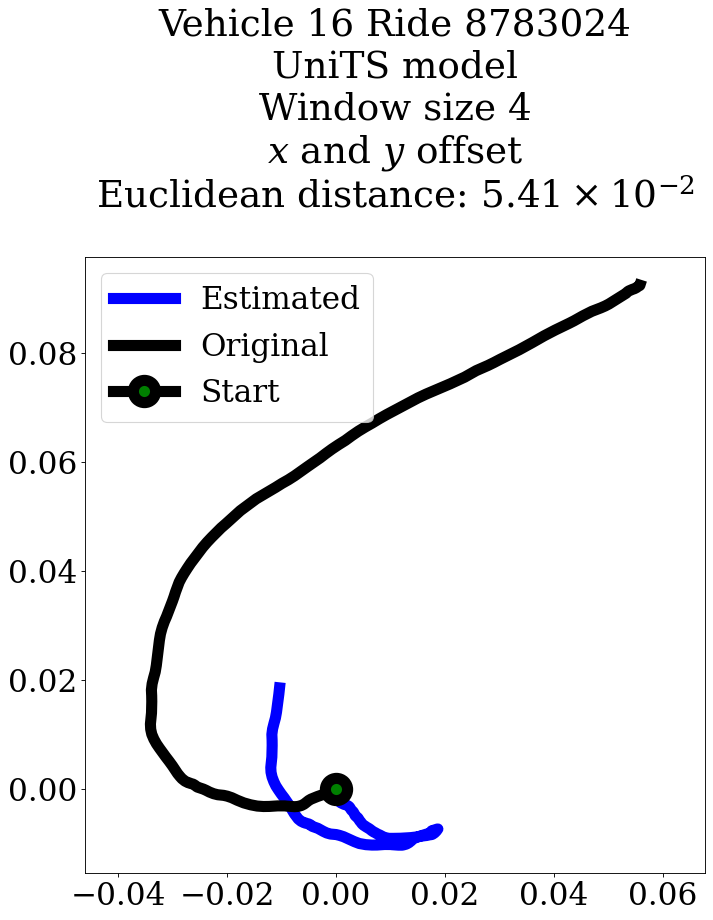 Vehicle 16 Ride 8783024
UniTS model
Window size 4
x and y offset
Euclidean distance: 5.41 × 10⁻²
Estimated
Original
Start
0.08
0.06
0.04
0.02
0.00
−0.04 −0.02 0.00 0.02 0.04 0.06